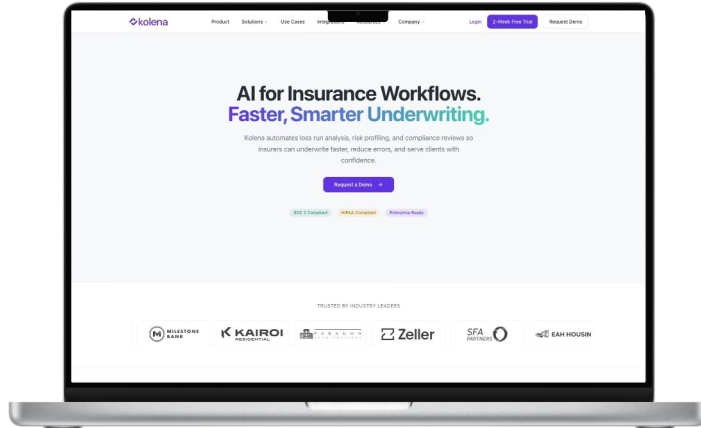 kolena
Product Solutions Use Cases Company Login 2-Week Free Trial Request Demo
AI for Insurance Workflows.
Faster, Smarter Underwriting.
Kolena automates loss run analysis, risk profiling, and compliance reviews so
insurers can underwrite faster, reduce errors, and serve clients with
confidence.
Request a Demo →
SOC 2-Compliant HIPAA-Compliant Enterprise Ready
TRUSTED BY INDUSTRY LEADERS
M MILESTONE
BANK
KAIROI
RESIDENTIAL
PARAGON
Zeller
SFA
PARTNERS
EAH HOUSIN